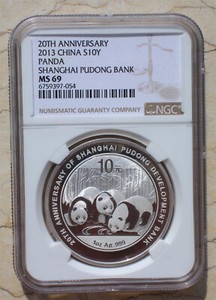 20TH ANNIVERSARY
2013 CHINA S10Y
PANDA
SHANGHAI PUDONG BANK
MS 69
6759397-054
NUMISMATIC GUARANTY COMPANY
NGC
10元
20TH ANNIVERSARY OF SHANGHAI PUDONG DEVELOPMENT BANK
1oz Ag .999